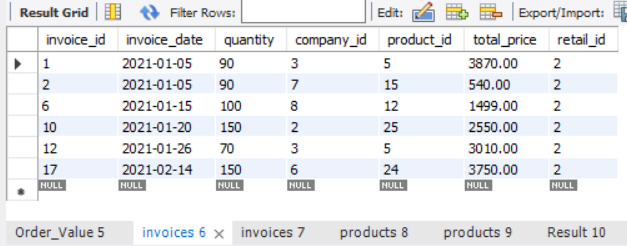 Result Grid Filter Rows: Edit: Export/Import:
invoice_id invoice_date quantity company_id product_id total_price retail_id
1 2021-01-05 90 3 5 3870.00 2
2 2021-01-05 90 7 15 540.00 2
6 2021-01-15 100 8 12 1499.00 2
10 2021-01-20 150 2 25 2550.00 2
12 2021-01-26 70 3 5 3010.00 2
17 2021-02-14 150 6 24 3750.00 2
NULL NULL NULL NULL NULL NULL NULL
Order_Value 5 invoices 6 × invoices 7 products 8 products 9 Result 10